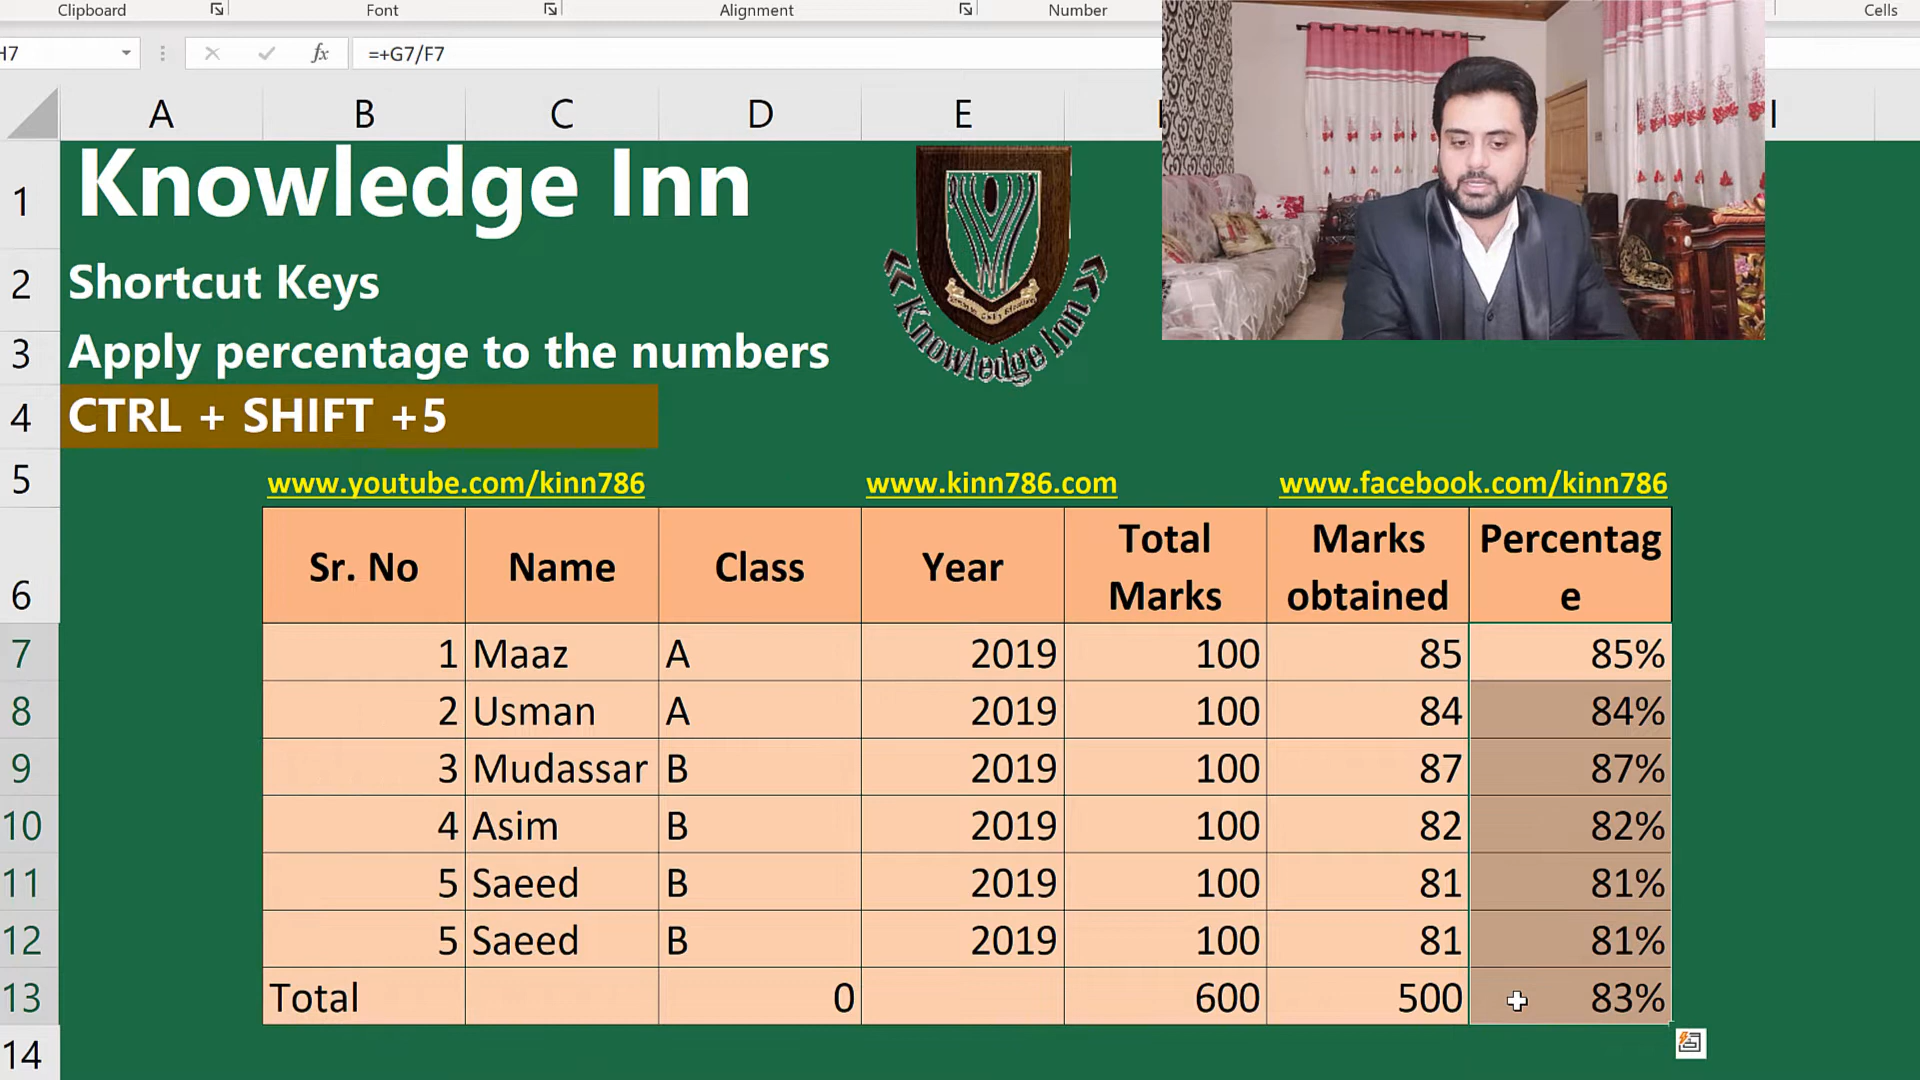 Clipboard Font Alignment Number Cells
H7 fx =+G7/F7
A B C D E
1 Knowledge Inn
2 Shortcut Keys
3 Apply percentage to the numbers
4 CTRL + SHIFT +5
Knowledge Inn
5 www.youtube.com/kinn786 www.kinn786.com www.facebook.com/kinn786
6 Sr. No Name Class Year Total Marks Marks obtained Percentage
7 1 Maaz A 2019 100 85 85%
8 2 Usman A 2019 100 84 84%
9 3 Mudassar B 2019 100 87 87%
10 4 Asim B 2019 100 82 82%
11 5 Saeed B 2019 100 81 81%
12 5 Saeed B 2019 100 81 81%
13 Total 0 600 500 83%
14